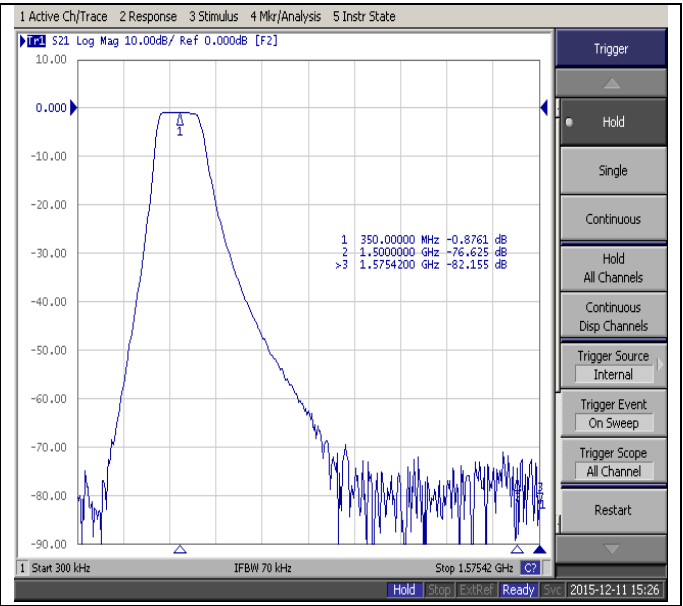 1 Active Ch/Trace 2 Response 3 Stimulus 4 Mkr/Analysis 5 Instr State
Tr1 S21 Log Mag 10.00dB/ Ref 0.000dB [F2]
10.00
0.000
-10.00
-20.00
-30.00
-40.00
-50.00
-60.00
-70.00
-80.00
-90.00
1
1 350.00000 MHz -0.8761 dB
2 1.5000000 GHz -76.625 dB
>3 1.5754200 GHz -82.155 dB
1 Start 300 kHz IFBW 70 kHz Stop 1.57542 GHz C?
Trigger
Hold
Single
Continuous
Hold
All Channels
Continuous
Disp Channels
Trigger Source
Internal
Trigger Event
On Sweep
Trigger Scope
All Channel
Restart
Hold Stop ExtRef Ready Svc 2015-12-11 15:26